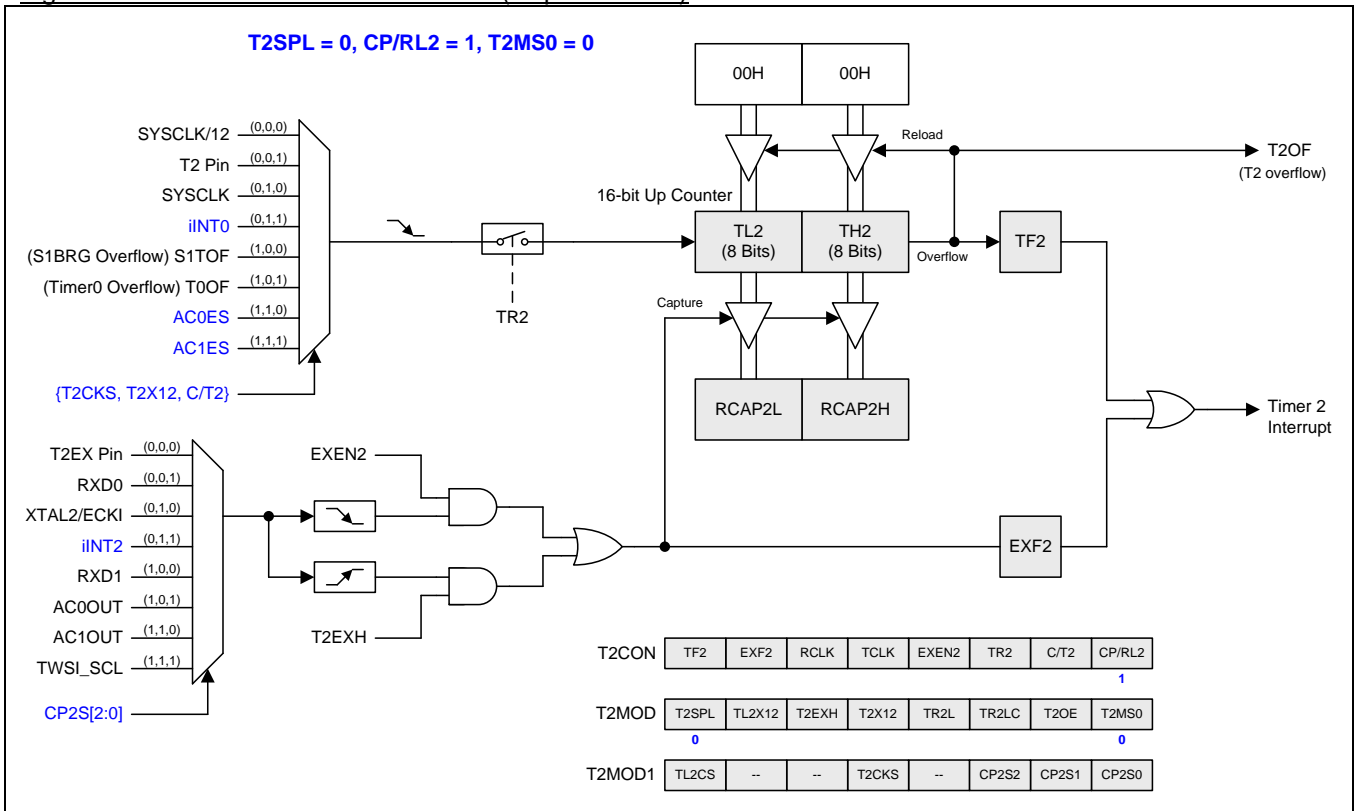 T2SPL = 0, CP/RL2 = 1, T2MS0 = 0
00H 00H
SYSCLK/12 (0,0,0)
T2 Pin (0,0,1)
SYSCLK (0,1,0)
iINT0 (0,1,1)
(S1BRG Overflow) S1TOF (1,0,0)
(Timer0 Overflow) T0OF (1,0,1)
AC0ES (1,1,0)
AC1ES (1,1,1)
{T2CKS, T2X12, C/T2}
TR2
Reload
T2OF
(T2 overflow)
16-bit Up Counter
TL2 TH2
(8 Bits) (8 Bits)
Overflow
TF2
Capture
RCAP2L RCAP2H
Timer 2
Interrupt
T2EX Pin (0,0,0)
RXD0 (0,0,1)
XTAL2/ECKI (0,1,0)
iINT2 (0,1,1)
RXD1 (1,0,0)
AC0OUT (1,0,1)
AC1OUT (1,1,0)
TWSI_SCL (1,1,1)
CP2S[2:0]
EXEN2
T2EXH
EXF2
T2CON TF2 EXF2 RCLK TCLK EXEN2 TR2 C/T2 CP/RL2
1
T2MOD T2SPL TL2X12 T2EXH T2X12 TR2L TR2LC T2OE T2MS0
0 0
T2MOD1 TL2CS -- -- T2CKS -- CP2S2 CP2S1 CP2S0